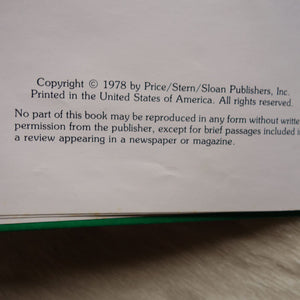 Copyright © 1978 by Price/Stern/Sloan Publishers, Inc.
Printed in the United States of America. All rights reserved.
No part of this book may be reproduced in any form without writte
permission from the publisher, except for brief passages included i
a review appearing in a newspaper or magazine.